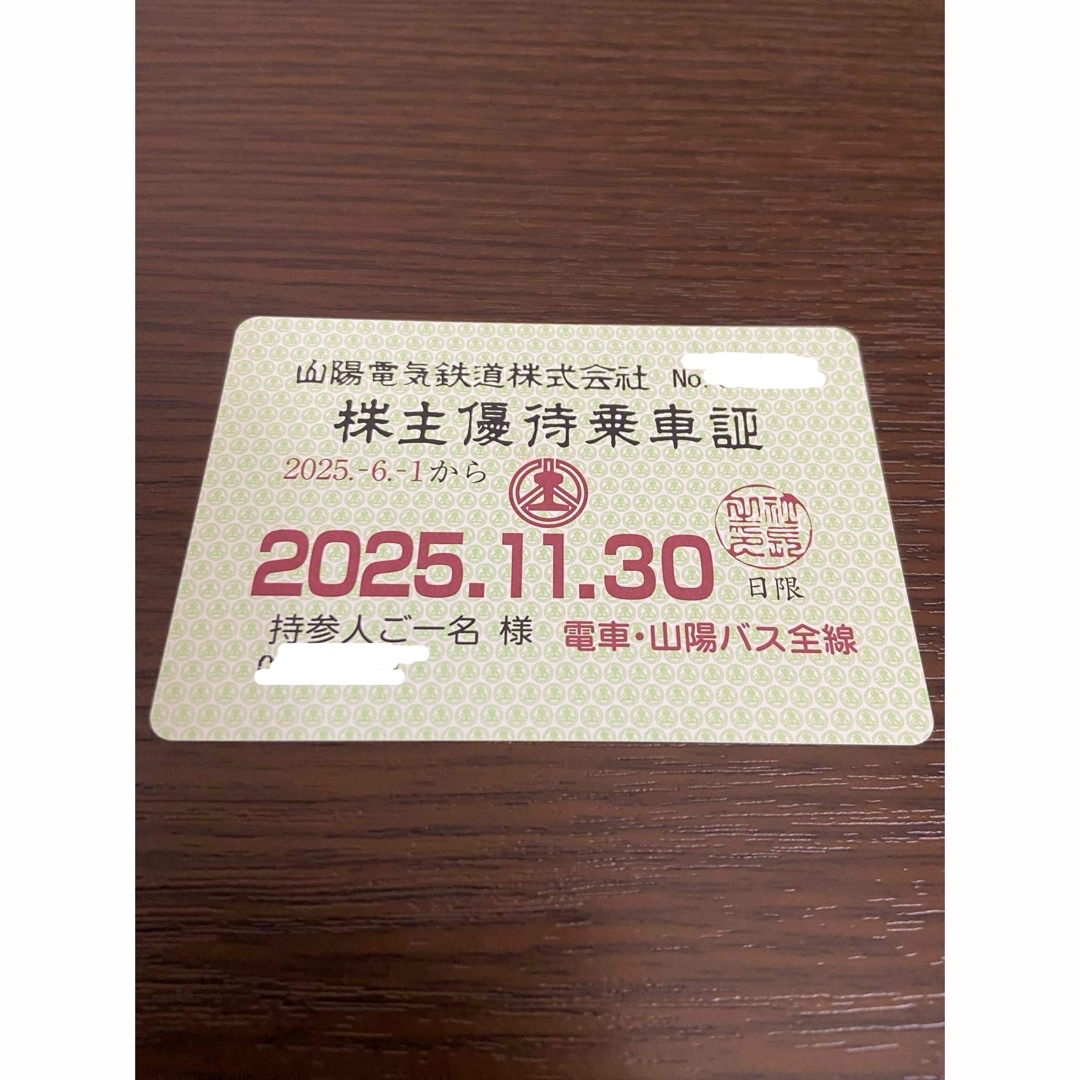 山陽電気鉄道株式会社 No.
株主優待乗車証
2025.-6.-1から
2025.11.30
日限
持参人ご一名 様 電車・山陽バス全線